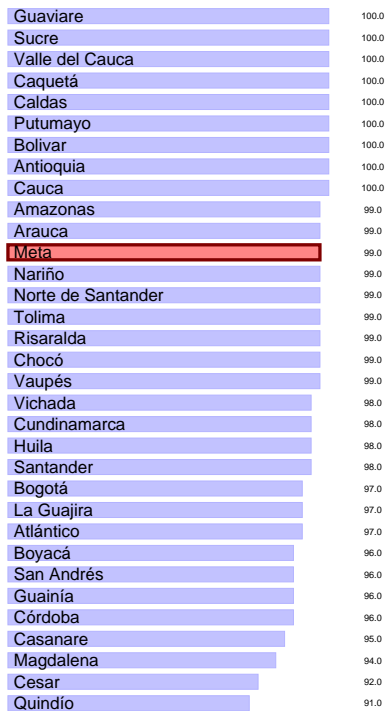 Guaviare 100.0
Sucre 100.0
Valle del Cauca 100.0
Caquetá 100.0
Caldas 100.0
Putumayo 100.0
Bolivar 100.0
Antioquia 100.0
Cauca 100.0
Amazonas 99.0
Arauca 99.0
Meta 99.0
Nariño 99.0
Norte de Santander 99.0
Tolima 99.0
Risaralda 99.0
Chocó 99.0
Vaupés 99.0
Vichada 98.0
Cundinamarca 98.0
Huila 98.0
Santander 98.0
Bogotá 97.0
La Guajira 97.0
Atlántico 97.0
Boyacá 96.0
San Andrés 96.0
Guainía 96.0
Córdoba 96.0
Casanare 95.0
Magdalena 94.0
Cesar 92.0
Quindío 91.0